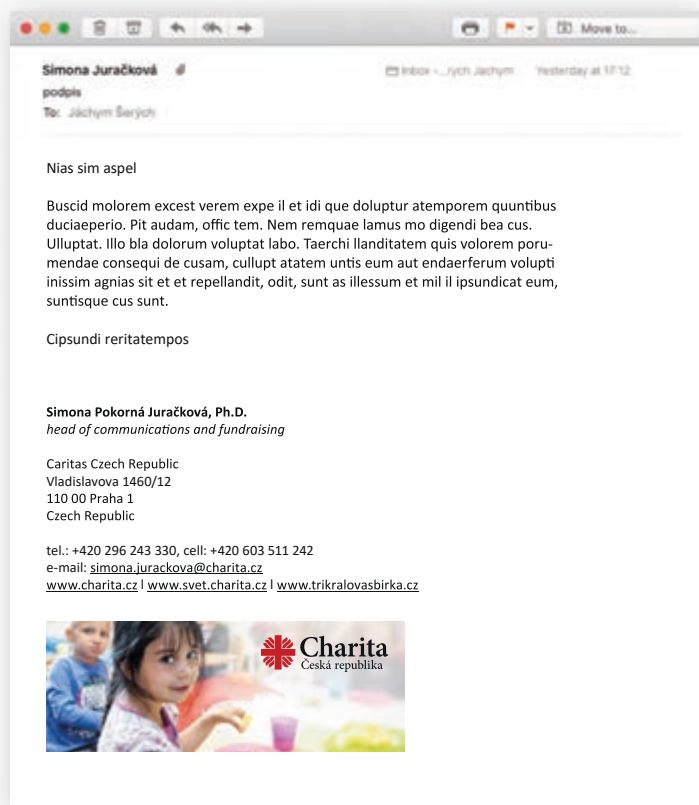 Move to...
Simona Juračková
Inbox - ...rych Jachym Yesterday at 17:12
podpis
To: Jáchym Šerých
Nias sim aspel
Buscid molorem excest verem expe il et idi que doluptur atemporem quuntibus
duciaeperio. Pit audam, offic tem. Nem remquae lamus mo digendi bea cus.
Ulluptat. Illo bla dolorum voluptat labo. Taerchi llanditatem quis volorem poru-
mendae consequi de cusam, cullupt atatem untis eum aut endaerferum volupti
inissim agnias sit et et repellandit, odit, sunt as illessum et mil il ipsundicat eum,
suntisque cus sunt.
Cipsundi reritatempos
Simona Pokorná Juračková, Ph.D.
head of communications and fundraising
Caritas Czech Republic
Vladislavova 1460/12
110 00 Praha 1
Czech Republic
tel.: +420 296 243 330, cell: +420 603 511 242
e-mail: simona.jurackova@charita.cz
www.charita.cz l www.svet.charita.cz l www.trikralovasbirka.cz
Charita
Česká republika